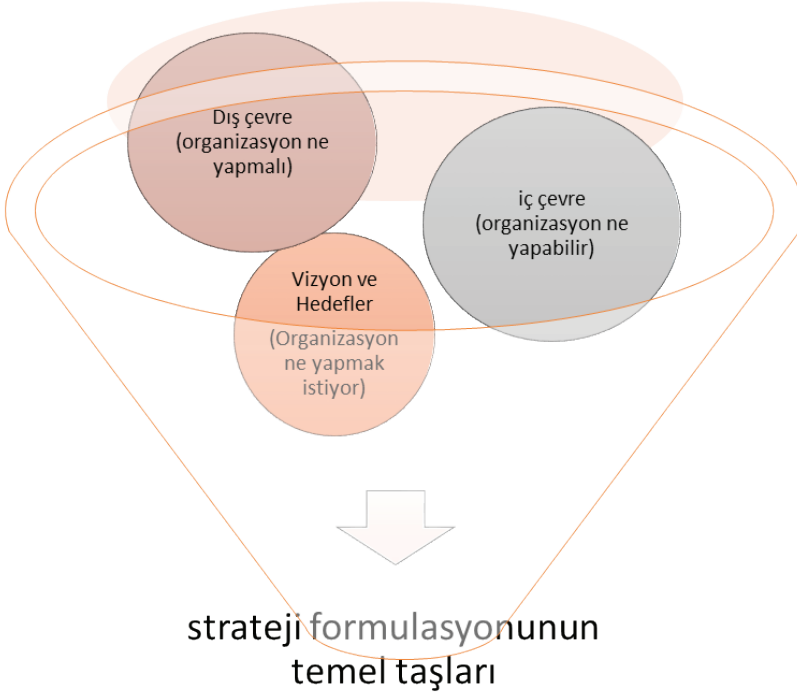 Dış çevre
(organizasyon ne
yapmalı)
iç çevre
(organizasyon ne
yapabilir)
Vizyon ve
Hedefler
(Organizasyon
ne yapmak
istiyor)
strateji formulasyonunun
temel taşları